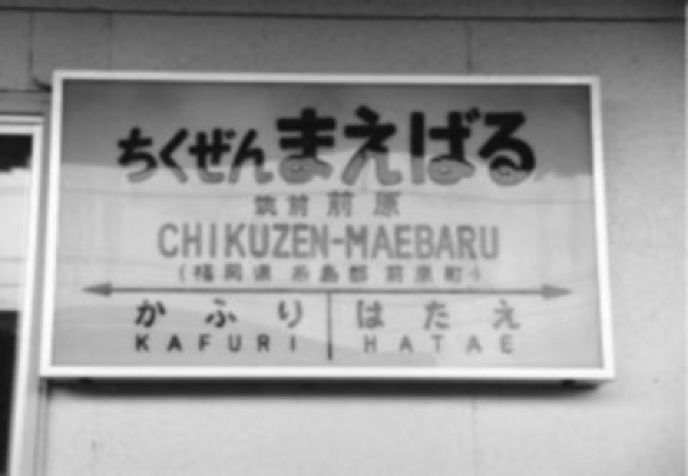 ちくぜんまえばる
筑前前原
CHIKUZEN-MAEBARU
(福岡県糸島郡前原町)
かふり はたえ
KAFURI HATAE